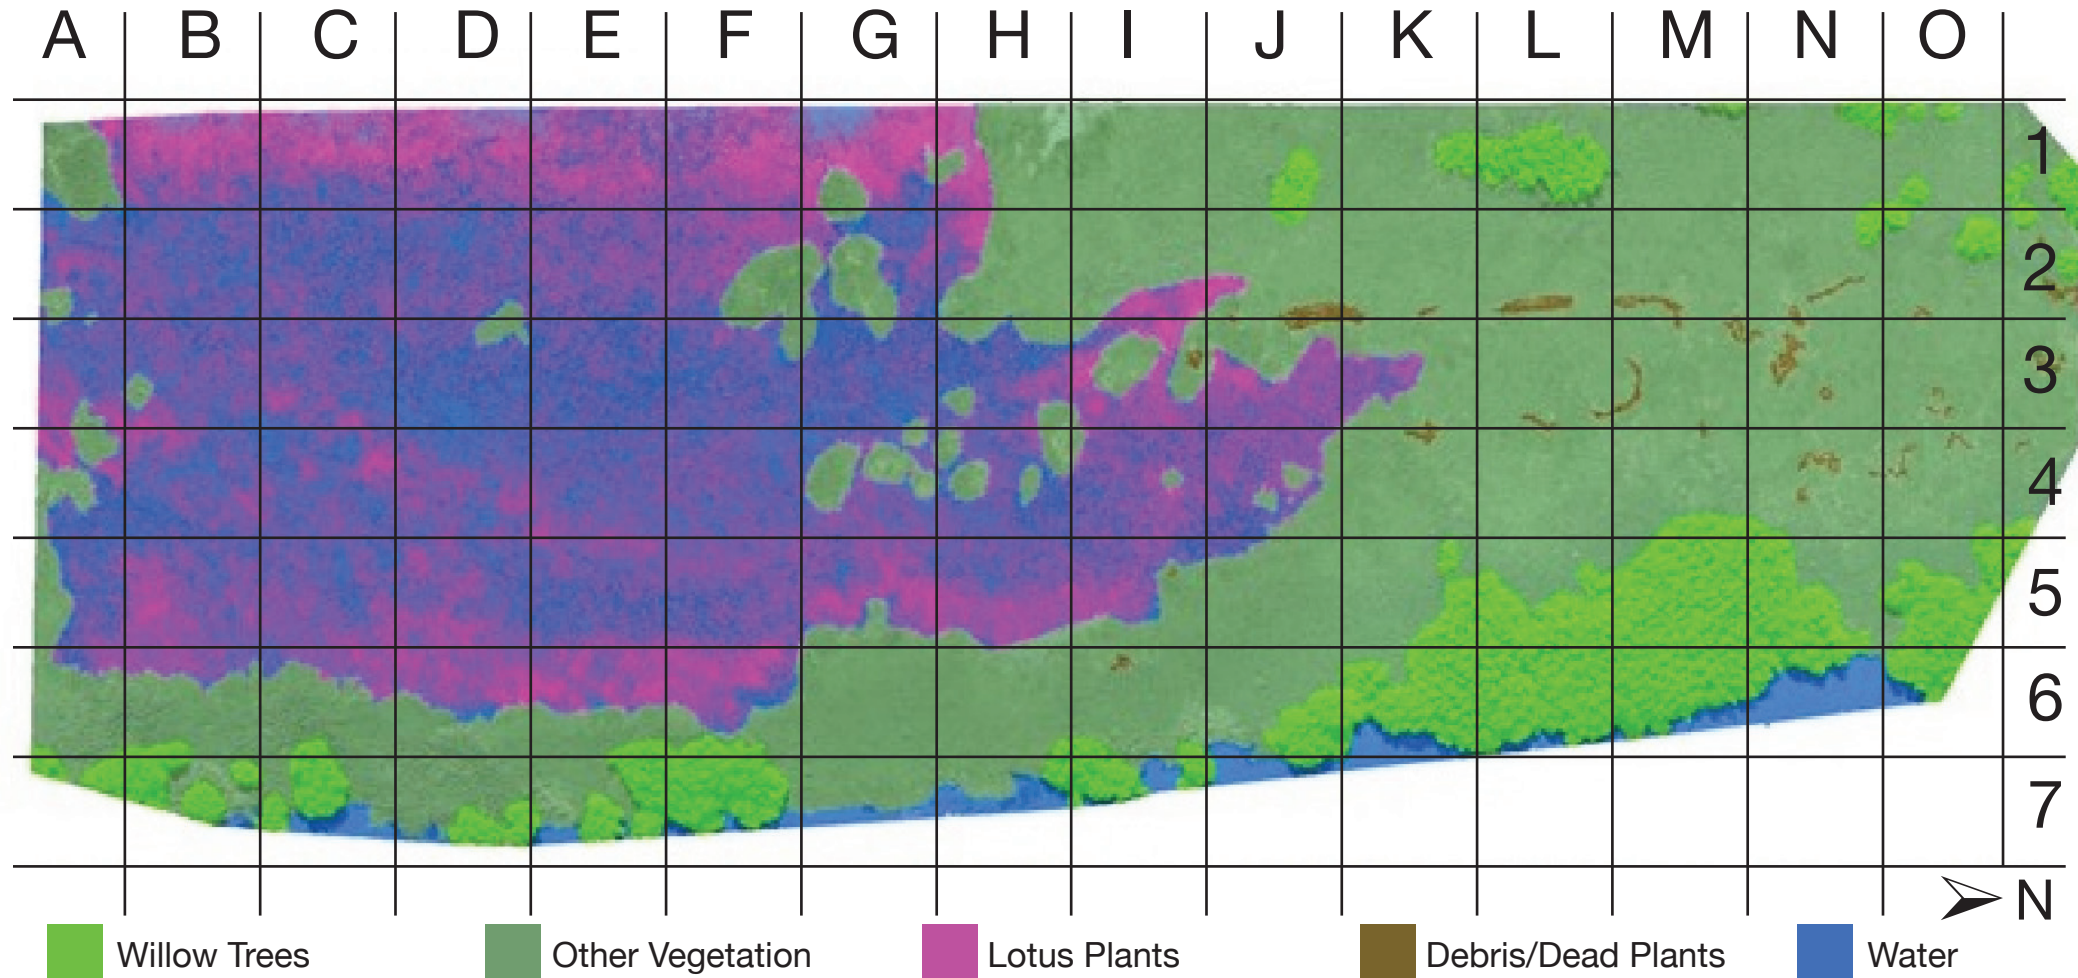 A B C D E F G H I J K L M N O
1
2
3
4
5
6
7
N
Willow Trees Other Vegetation Lotus Plants Debris/Dead Plants Water